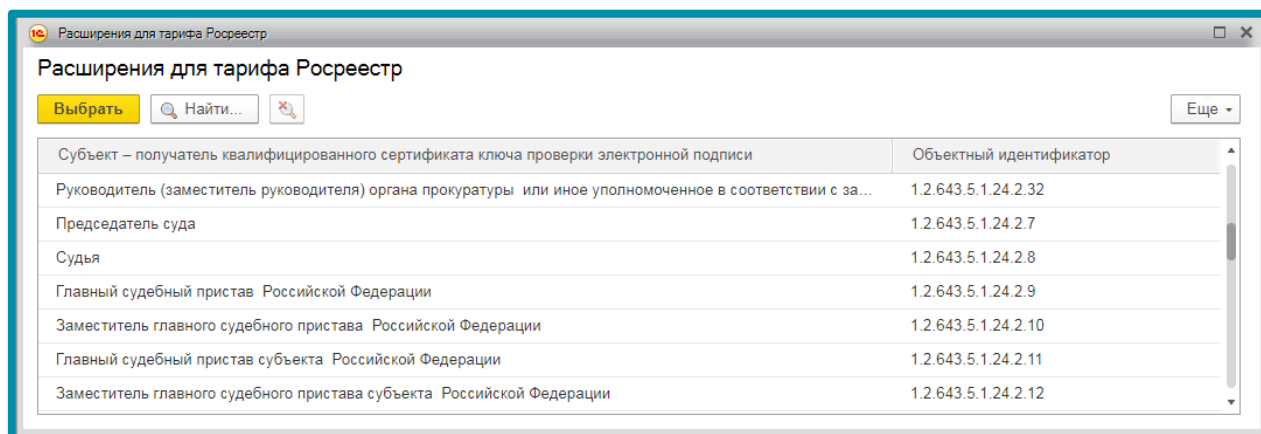 1С Расширения для тарифа Росреестр
Расширения для тарифа Росреестр
Выбрать Найти... Еще
Субъект – получатель квалифицированного сертификата ключа проверки электронной подписи Объектный идентификатор
Руководитель (заместитель руководителя) органа прокуратуры или иное уполномоченное в соответствии с за... 1.2.643.5.1.24.2.32
Председатель суда 1.2.643.5.1.24.2.7
Судья 1.2.643.5.1.24.2.8
Главный судебный пристав Российской Федерации 1.2.643.5.1.24.2.9
Заместитель главного судебного пристава Российской Федерации 1.2.643.5.1.24.2.10
Главный судебный пристав субъекта Российской Федерации 1.2.643.5.1.24.2.11
Заместитель главного судебного пристава субъекта Российской Федерации 1.2.643.5.1.24.2.12